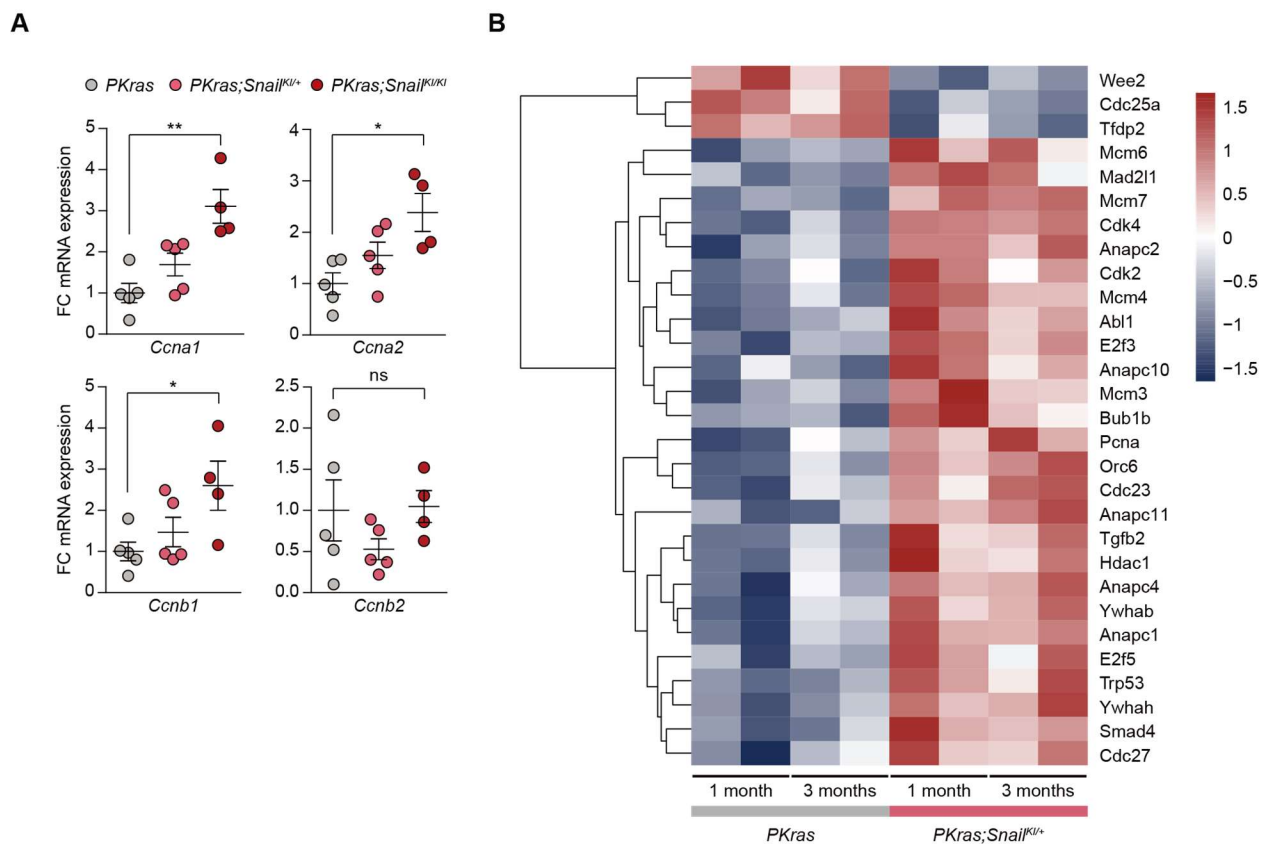 A
PKras PKras;Snail^KI/+ PKras;Snail^KI/KI
FC mRNA expression
5
4
3
2
1
0
**
Ccna1
4
3
2
1
0
*
Ccna2
FC mRNA expression
5
4
3
2
1
0
*
Ccnb1
2.5
2.0
1.5
1.0
0.5
0.0
ns
Ccnb2
B
Wee2
Cdc25a
Tfdp2
Mcm6
Mad2l1
Mcm7
Cdk4
Anapc2
Cdk2
Mcm4
Abl1
E2f3
Anapc10
Mcm3
Bub1b
Pcna
Orc6
Cdc23
Anapc11
Tgfb2
Hdac1
Anapc4
Ywhab
Anapc1
E2f5
Trp53
Ywhah
Smad4
Cdc27
1.5
1
0.5
0
−0.5
−1
−1.5
1 month 3 months 1 month 3 months
PKras PKras;Snail^KI/+